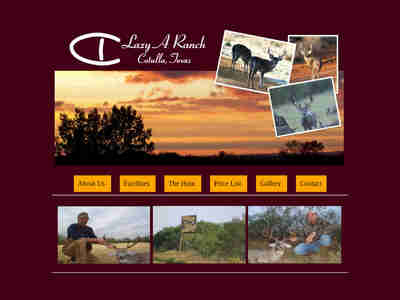 Lazy A Ranch
Cotulla, Texas
About Us
Facilities
The Hunt
Price List
Gallery
Contact